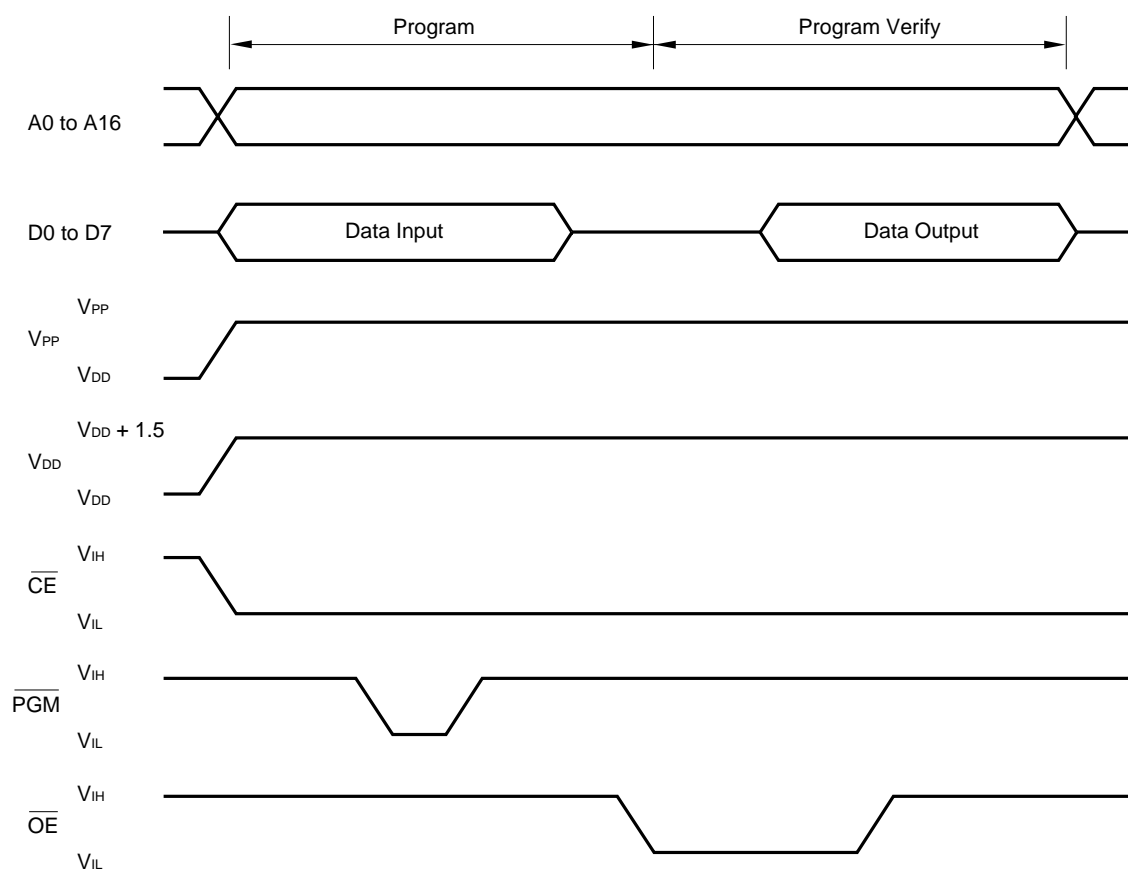 Program Program Verify
A0 to A16
D0 to D7 Data Input Data Output
VPP
VPP
VDD
VDD + 1.5
VDD
VDD
VIH
CE
VIL
VIH
PGM
VIL
VIH
OE
VIL